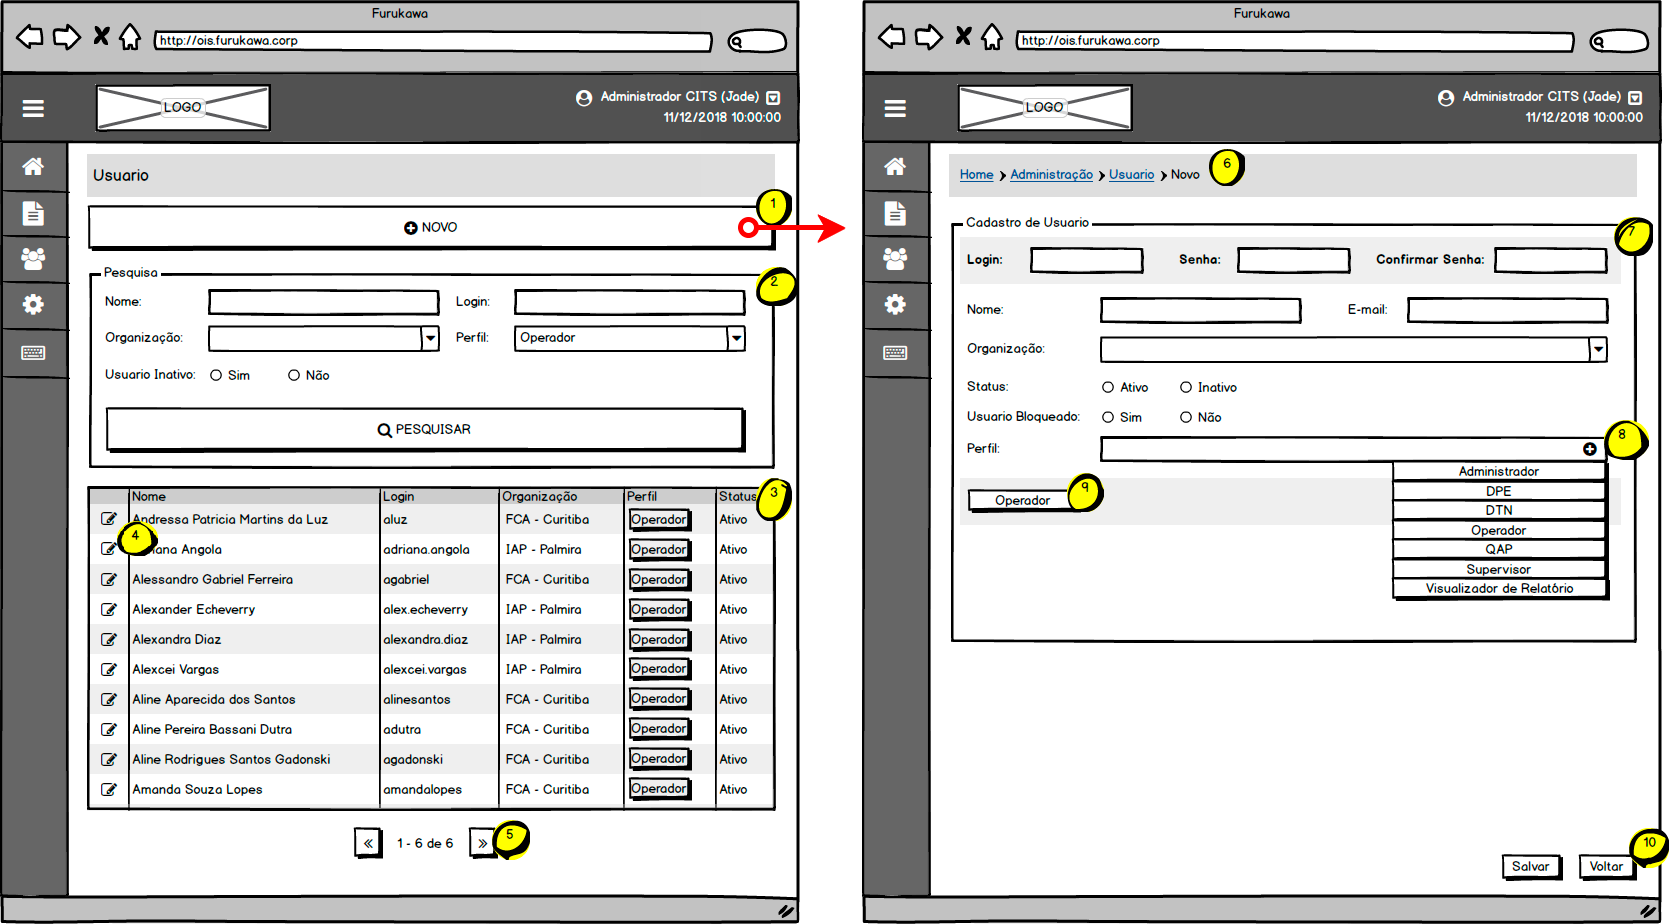 Furukawa
http://ois.furukawa.corp
LOGO
Administrador CITS (Jade)
11/12/2018 10:00:00
Usuario
1
NOVO
Pesquisa
2
Nome:
Login:
Organização:
Perfil:
Operador
Usuario Inativo:
Sim
Não
PESQUISAR
Nome Login Organização Perfil Status
3
Andressa Patricia Martins da Luz aluz FCA - Curitiba Operador Ativo
4
Angola adriana.angola IAP - Palmira Operador Ativo
Alessandro Gabriel Ferreira agabriel FCA - Curitiba Operador Ativo
Alexander Echeverry alex.echeverry IAP - Palmira Operador Ativo
Alexandra Diaz alexandra.diaz IAP - Palmira Operador Ativo
Alexcei Vargas alexcei.vargas IAP - Palmira Operador Ativo
Aline Aparecida dos Santos alinesantos FCA - Curitiba Operador Ativo
Aline Pereira Bassani Dutra adutra FCA - Curitiba Operador Ativo
Aline Rodrigues Santos Gadonski agadonski FCA - Curitiba Operador Ativo
Amanda Souza Lopes amandalopes FCA - Curitiba Operador Ativo
« 1 - 6 de 6 »
5
Furukawa
http://ois.furukawa.corp
LOGO
Administrador CITS (Jade)
11/12/2018 10:00:00
Home Administração Usuario Novo
6
Cadastro de Usuario
7
Login: Senha: Confirmar Senha:
Nome: E-mail:
Organização:
Status: Ativo Inativo
Usuario Bloqueado: Sim Não
Perfil:
8
Administrador
DPE
DTN
Operador
QAP
Supervisor
Visualizador de Relatório
Operador
9
Salvar Voltar
10